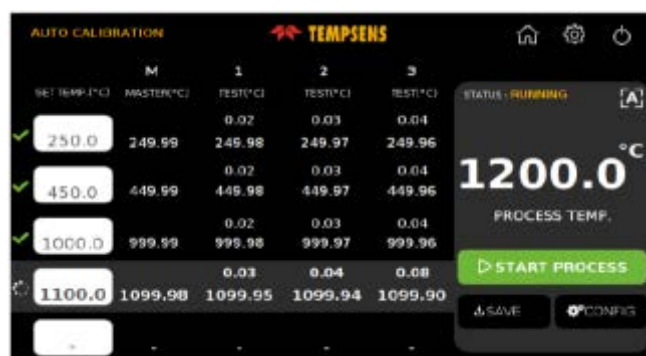 AUTO CALIBRATION
TEMPSENS
M 1 2 3
SET TEMP.(°C) MASTER(°C) TEST(°C) TEST(°C) TEST(°C)
0.02 0.03 0.04
250.0 249.99 249.98 249.97 249.96
0.02 0.03 0.04
450.0 449.99 449.98 449.97 449.96
0.02 0.03 0.04
1000.0 999.99 999.98 999.97 999.96
0.03 0.04 0.08
1100.0 1099.98 1099.95 1099.94 1099.90
- - - - -
STATUS : RUNNING [A]
1200.0 °C
PROCESS TEMP.
START PROCESS
SAVE CONFIG